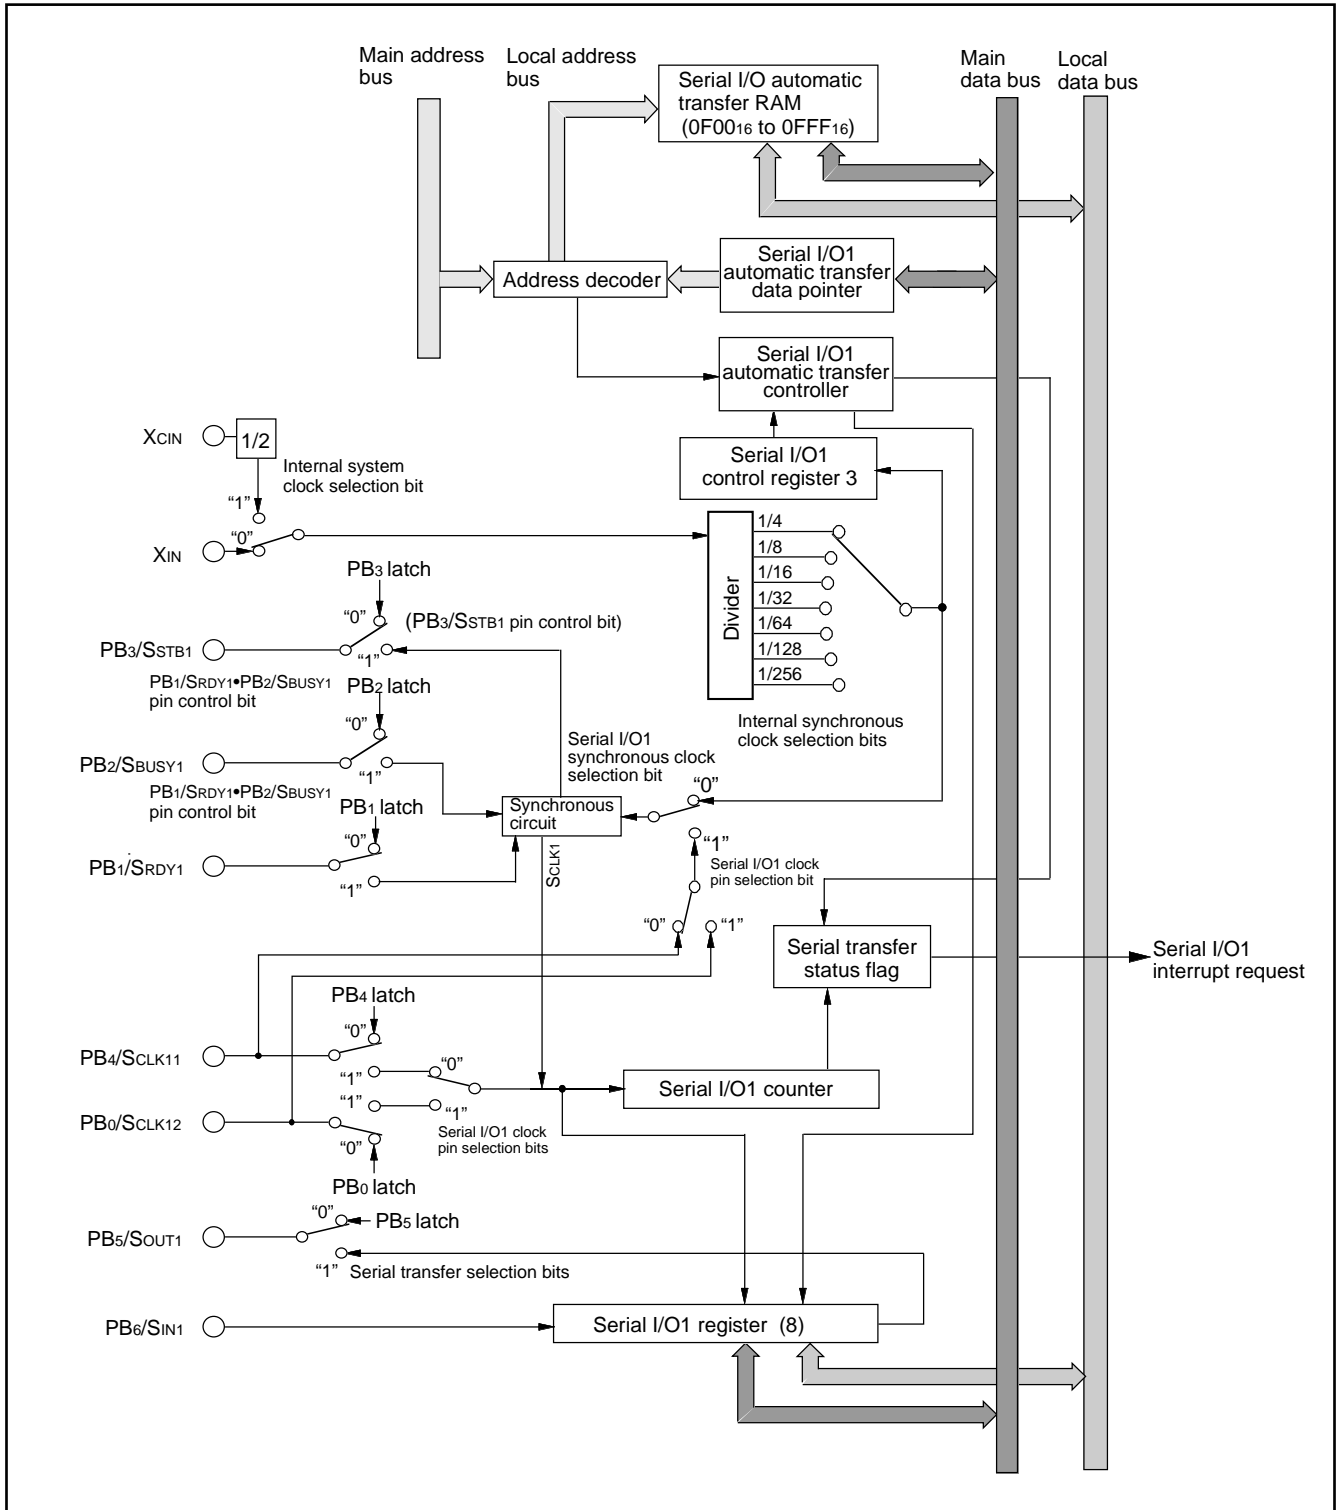 Main address
bus
Local address
bus
Main
data bus
Local
data bus
Serial I/O automatic
transfer RAM
(0F0016 to 0FFF16)
Address decoder
Serial I/O1
automatic transfer
data pointer
Serial I/O1
automatic transfer
controller
XCIN
1/2
Internal system
clock selection bit
“1”
“0”
XIN
Serial I/O1
control register 3
Divider
1/4
1/8
1/16
1/32
1/64
1/128
1/256
Internal synchronous
clock selection bits
PB3 latch
“0”
(PB3/SSTB1 pin control bit)
PB3/SSTB1
“1”
PB1/SRDY1•PB2/SBUSY1
pin control bit
PB2 latch
“0”
PB2/SBUSY1
“1”
Serial I/O1
synchronous clock
selection bit
“0”
PB1/SRDY1•PB2/SBUSY1
pin control bit
PB1 latch
“0”
PB1/SRDY1
“1”
Synchronous
circuit
SCLK1
“1”
Serial I/O1 clock
pin selection bit
“0”
“1”
Serial transfer
status flag
Serial I/O1
interrupt request
PB4 latch
“0”
PB4/SCLK11
“1”
“0”
“1”
“1”
Serial I/O1 counter
PB0/SCLK12
Serial I/O1 clock
pin selection bits
“0”
PB0 latch
“0”
PB5 latch
PB5/SOUT1
“1”
Serial transfer selection bits
PB6/SIN1
Serial I/O1 register (8)